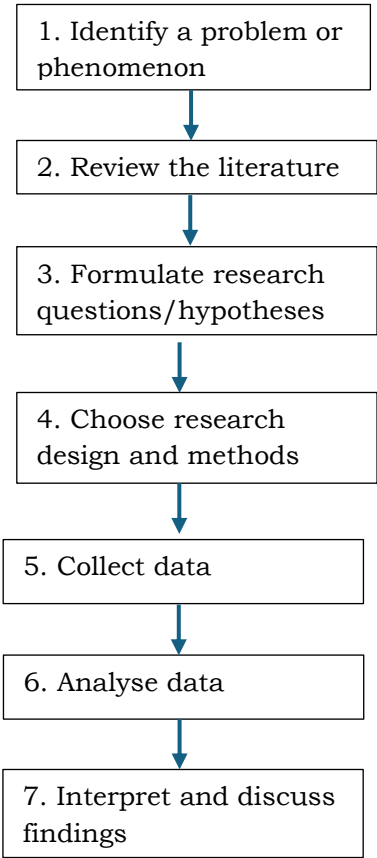 1. Identify a problem or
phenomenon
2. Review the literature
3. Formulate research
questions/hypotheses
4. Choose research
design and methods
5. Collect data
6. Analyse data
7. Interpret and discuss
findings